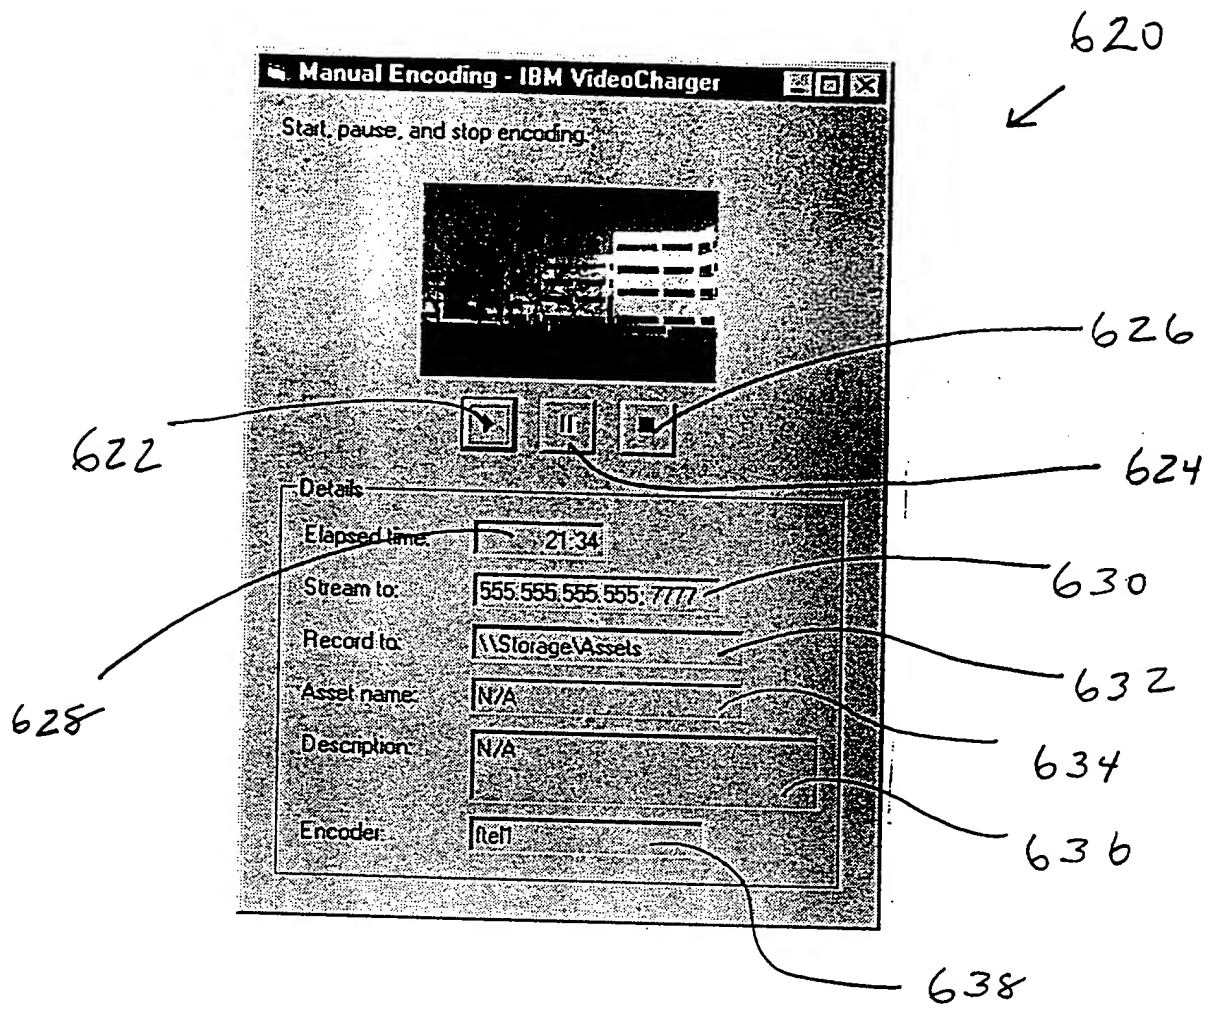 620
Manual Encoding - IBM VideoCharger
Start, pause, and stop encoding.
626
622
624
Details
Elapsed time: 21:34
Stream to: 555.555.555.555: 7777
630
Record to: \\Storage\Assets
632
Asset name: N/A
628
634
Description: N/A
636
Encoder: ftel1
638